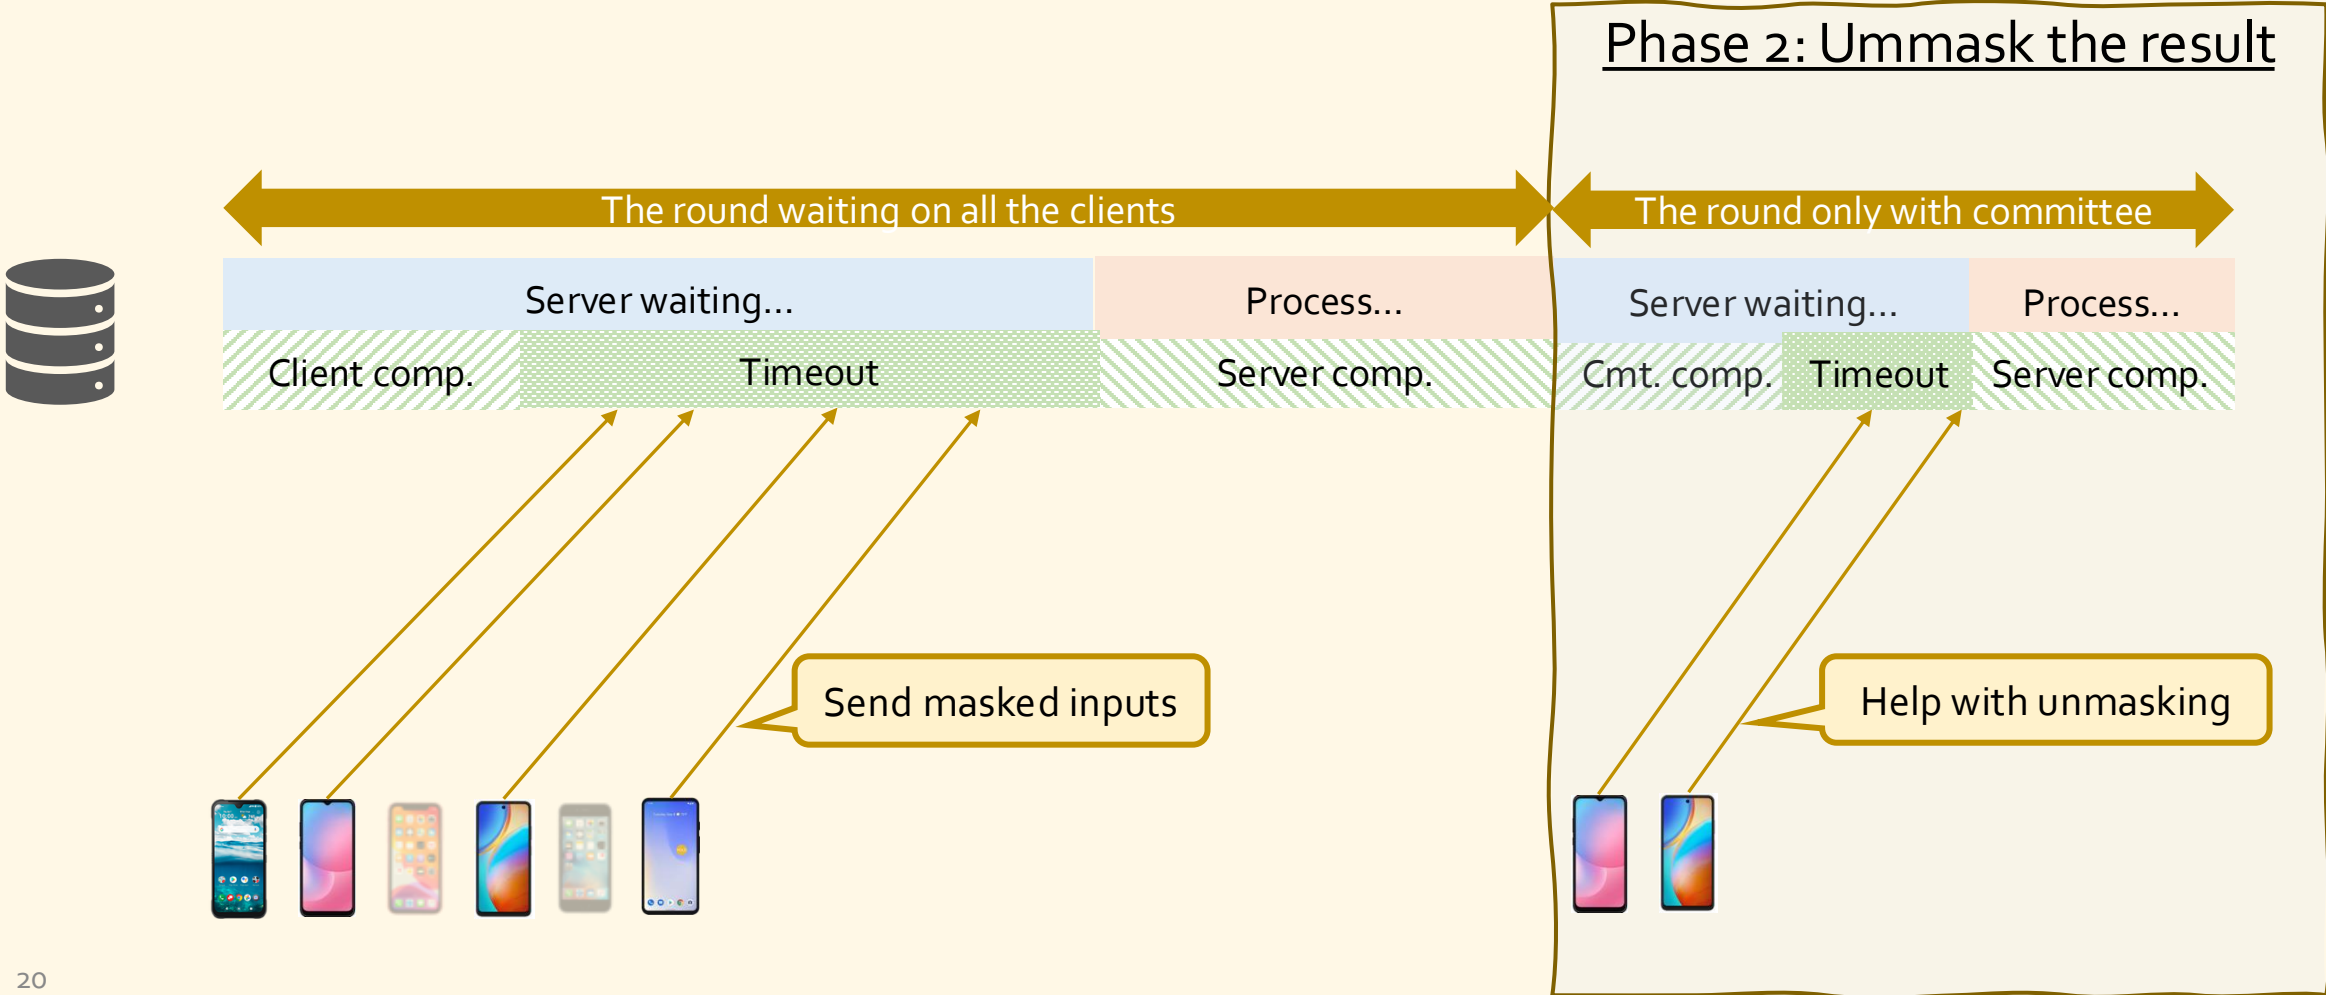 Phase 2: Ummask the result
The round waiting on all the clients
The round only with committee
Server waiting...
Process...
Server waiting...
Process...
Client comp.
Timeout
Server comp.
Cmt. comp.
Timeout
Server comp.
Send masked inputs
Help with unmasking
20